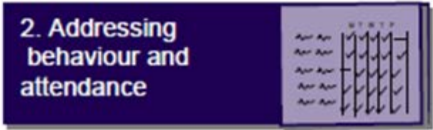 2. Addressing
behaviour and
attendance
M T W T F